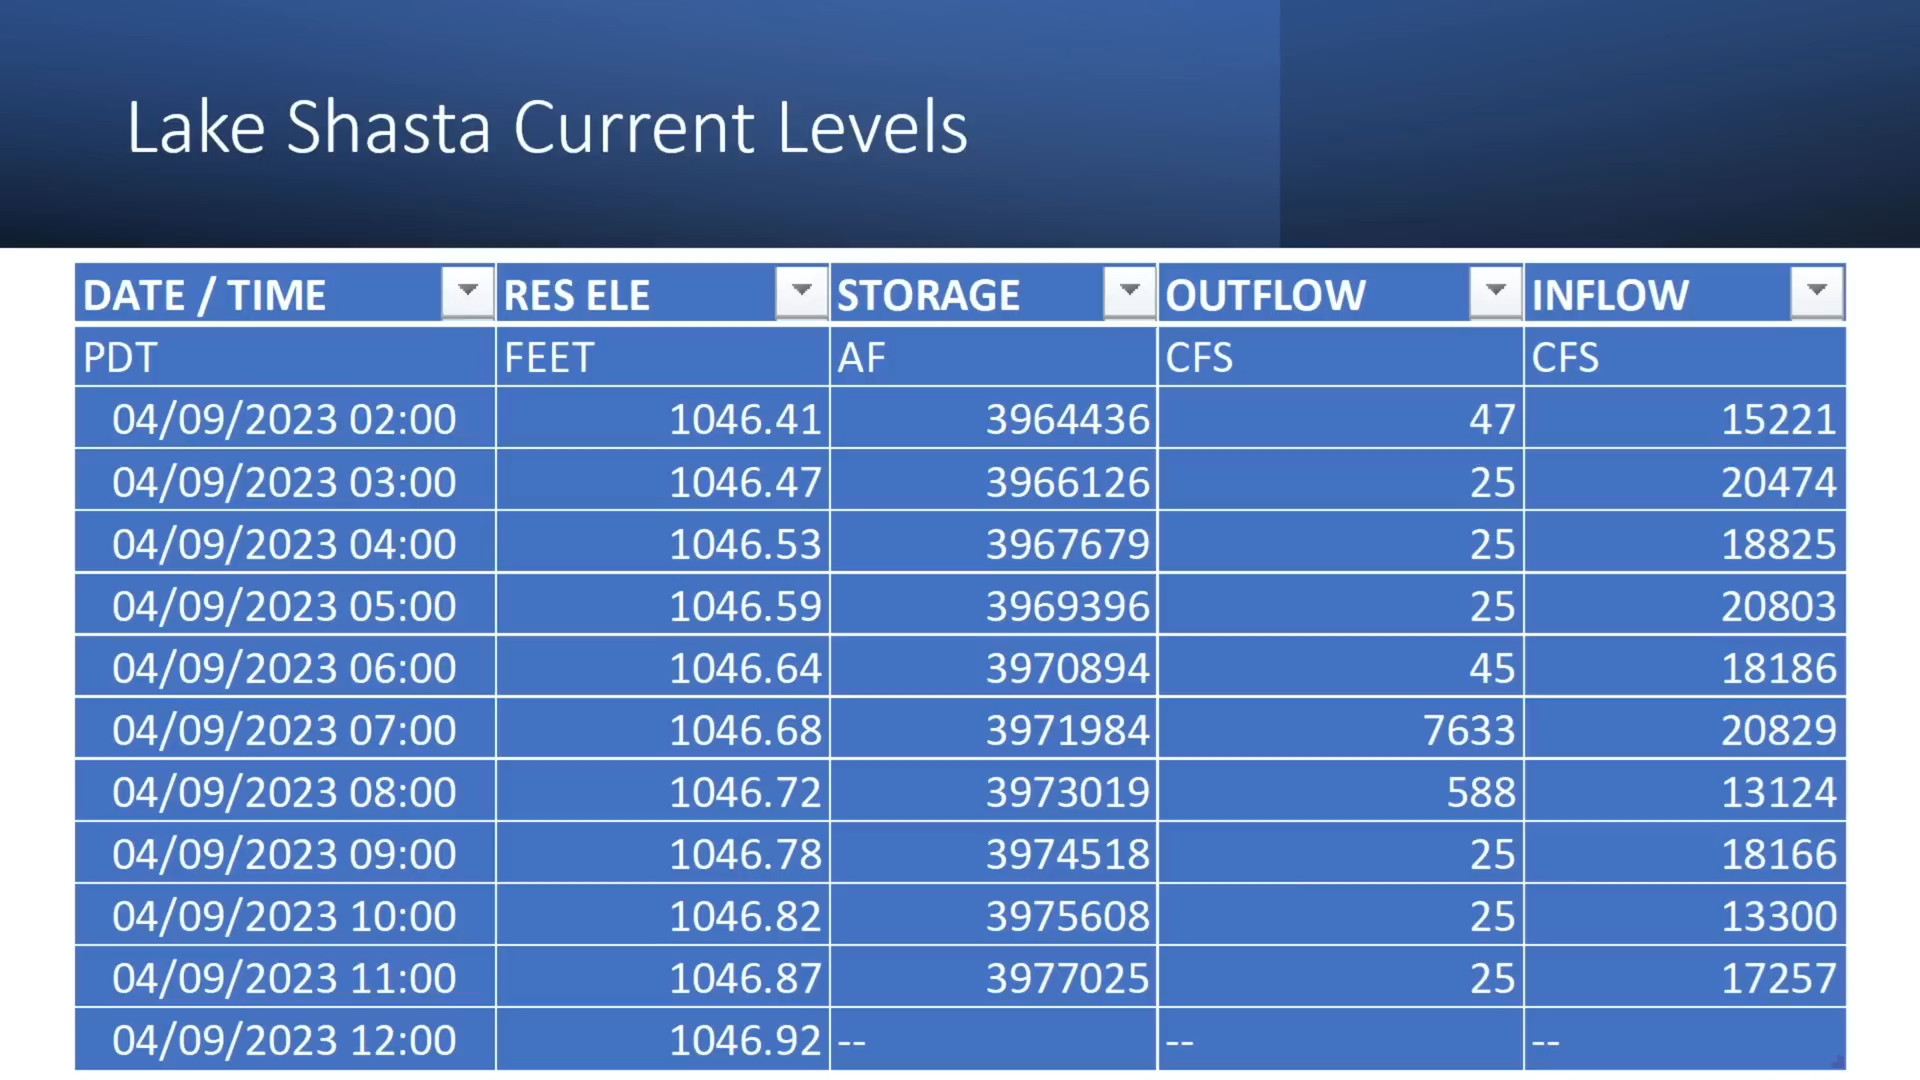 Lake Shasta Current Levels
DATE / TIME RES ELE STORAGE OUTFLOW INFLOW
PDT FEET AF CFS CFS
04/09/2023 02:00 1046.41 3964436 47 15221
04/09/2023 03:00 1046.47 3966126 25 20474
04/09/2023 04:00 1046.53 3967679 25 18825
04/09/2023 05:00 1046.59 3969396 25 20803
04/09/2023 06:00 1046.64 3970894 45 18186
04/09/2023 07:00 1046.68 3971984 7633 20829
04/09/2023 08:00 1046.72 3973019 588 13124
04/09/2023 09:00 1046.78 3974518 25 18166
04/09/2023 10:00 1046.82 3975608 25 13300
04/09/2023 11:00 1046.87 3977025 25 17257
04/09/2023 12:00 1046.92 -- -- --